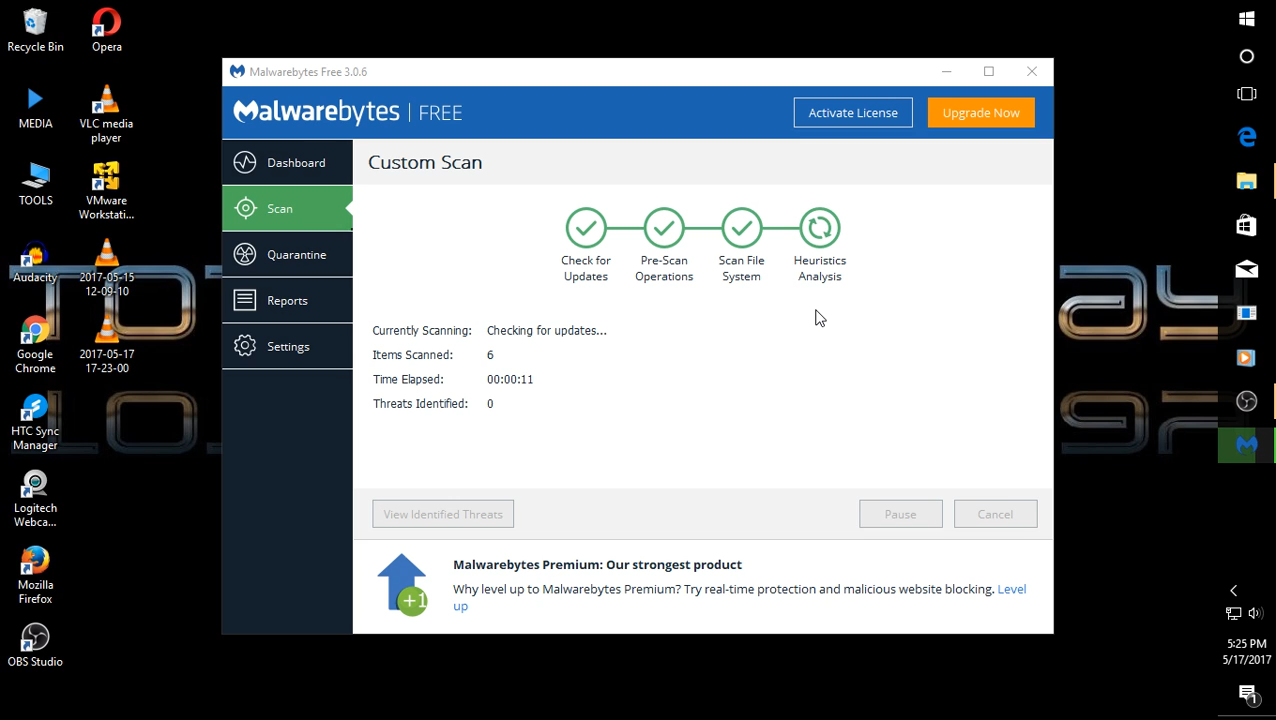 Recycle Bin
Opera
MEDIA
VLC media
player
TOOLS
VMware
Workstati...
Audacity
2017-05-15
12-09-10
Google
Chrome
2017-05-17
17-23-00
HTC Sync
Manager
Logitech
Webca...
Mozilla
Firefox
OBS Studio
Malwarebytes Free 3.0.6
Malwarebytes | FREE
Activate License
Upgrade Now
Dashboard
Scan
Quarantine
Reports
Settings
Custom Scan
Check for
Updates
Pre-Scan
Operations
Scan File
System
Heuristics
Analysis
Currently Scanning: Checking for updates...
Items Scanned: 6
Time Elapsed: 00:00:11
Threats Identified: 0
View Identified Threats
Pause
Cancel
+1
Malwarebytes Premium: Our strongest product
Why level up to Malwarebytes Premium? Try real-time protection and malicious website blocking. Level
up
5:25 PM
5/17/2017
1